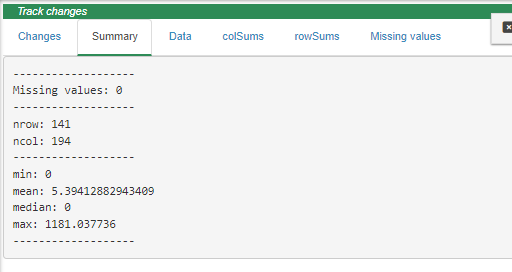 Track changes
Changes Summary Data colSums rowSums Missing values
-------------------
Missing values: 0
-------------------
nrow: 141
ncol: 194
-------------------
min: 0
mean: 5.39412882943409
median: 0
max: 1181.037736
-------------------